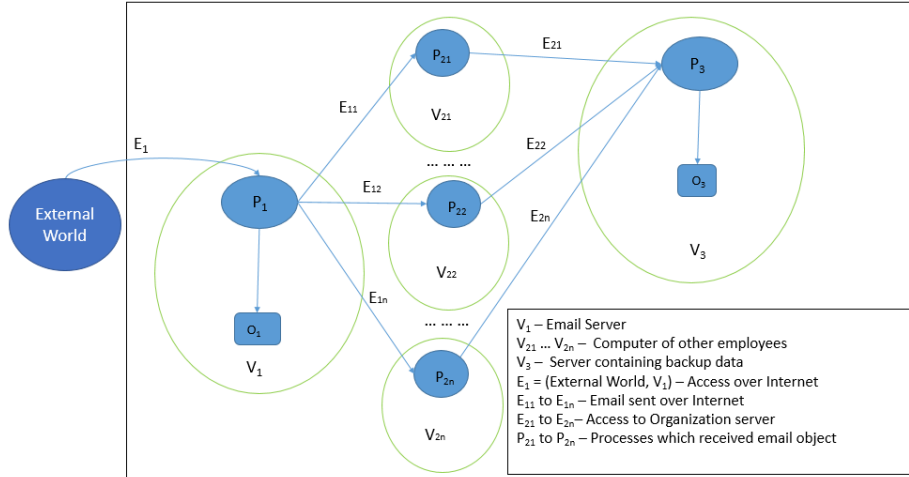 P21
E21
P3
V21
E11
E1
... ... ...
E22
External
World
P1
E12
P22
O3
E2n
V3
V22
E1n
O1
V1
... ... ...
P2n
V2n
V1 – Email Server
V21 ... V2n – Computer of other employees
V3 – Server containing backup data
E1 = (External World, V1) – Access over Internet
E11 to E1n – Email sent over Internet
E21 to E2n– Access to Organization server
P21 to P2n – Processes which received email object